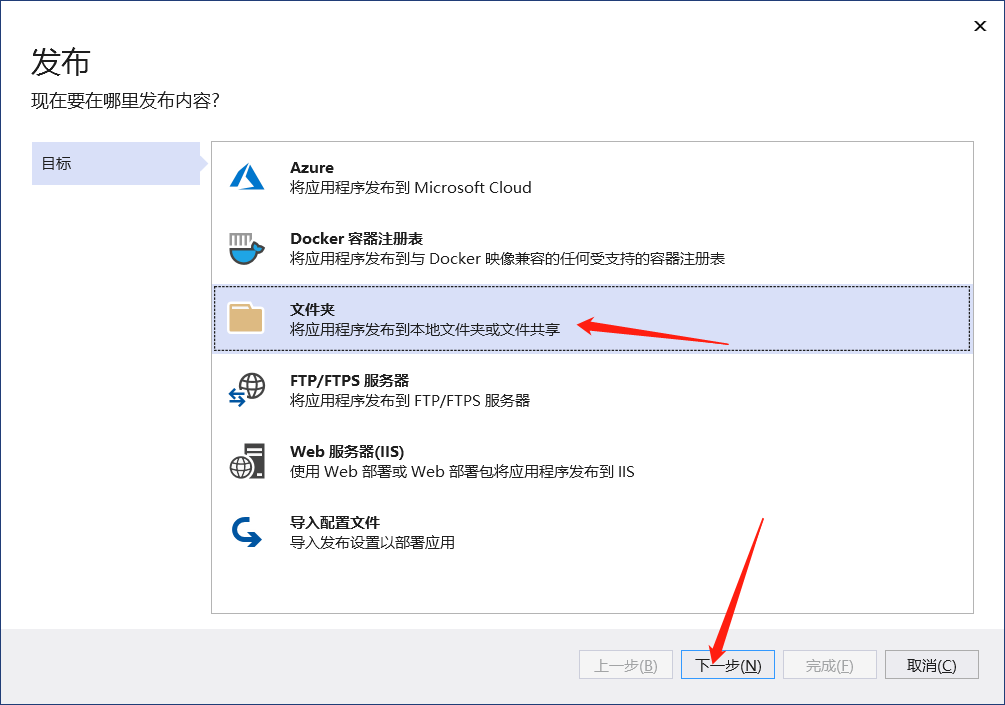 发布
现在要在哪里发布内容?
目标
Azure
将应用程序发布到 Microsoft Cloud
Docker 容器注册表
将应用程序发布到与 Docker 映像兼容的任何受支持的容器注册表
文件夹
将应用程序发布到本地文件夹或文件共享
FTP/FTPS 服务器
将应用程序发布到 FTP/FTPS 服务器
Web 服务器(IIS)
使用 Web 部署或 Web 部署包将应用程序发布到 IIS
导入配置文件
导入发布设置以部署应用
上一步(B)
下一步(N)
完成(F)
取消(C)